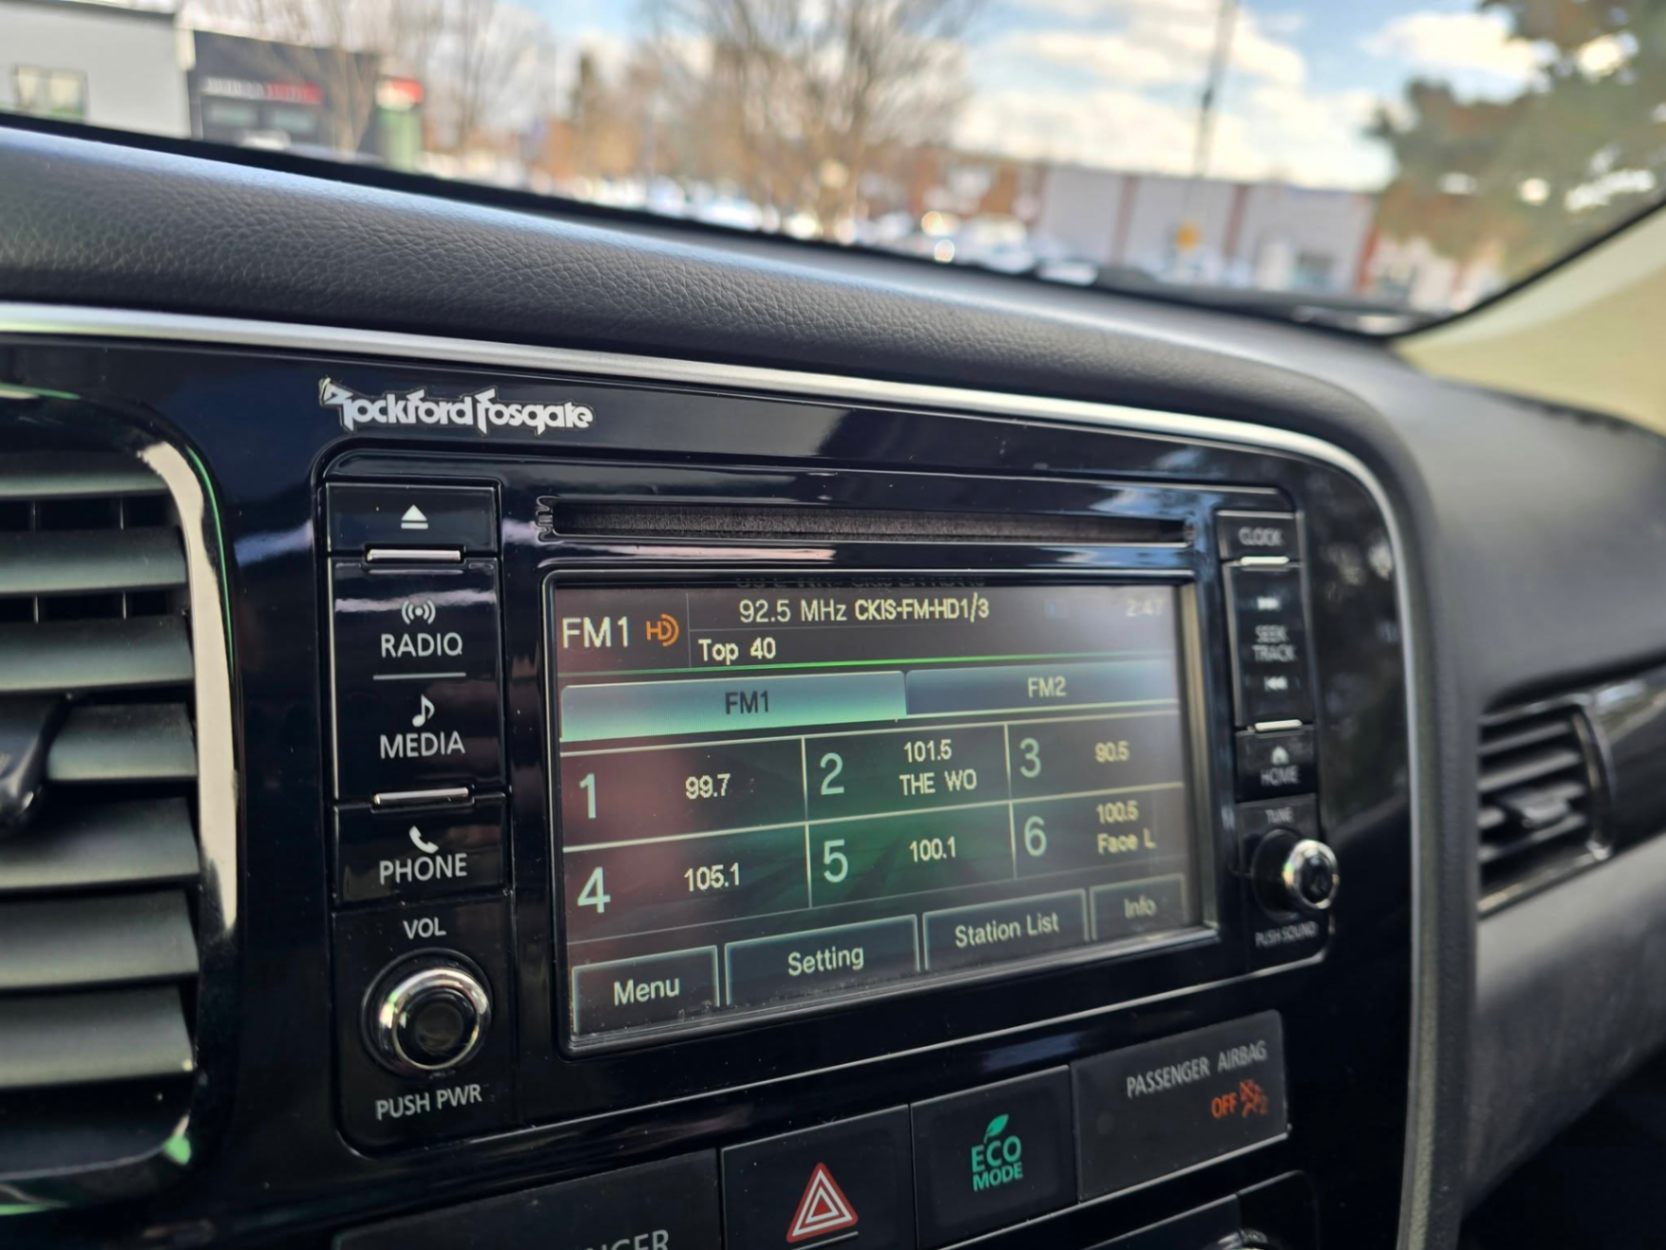 Rockford Fosgate
RADIO
MEDIA
PHONE
VOL
PUSH PWR
FM1 HD
92.5 MHz CKIS-FM-HD1/3
Top 40
FM1
FM2
1 99.7
2 101.5
THE WO
3 90.5
4 105.1
5 100.1
6 100.5
Face L
Menu
Setting
Station List
Info
CLOCK
SEEK
TRACK
HOME
TUNE
PUSH SOUND
PASSENGER AIRBAG
OFF
ECO
MODE